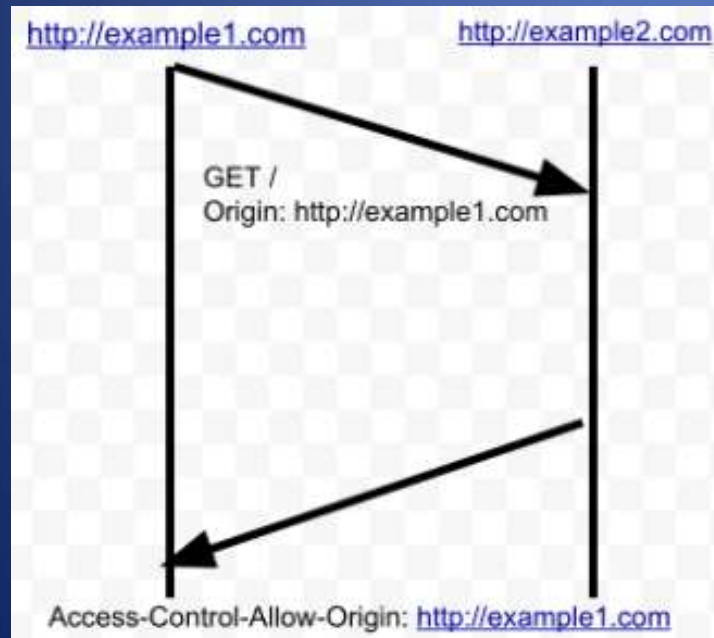 http://example1.com
http://example2.com
GET /
Origin: http://example1.com
Access-Control-Allow-Origin: http://example1.com